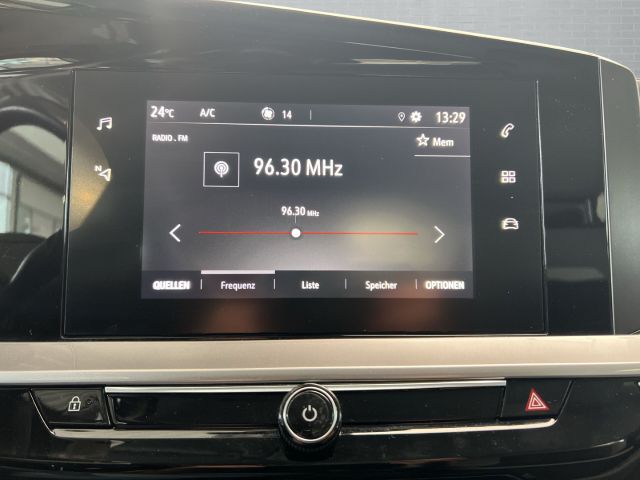 24°C A/C 14 13:29
RADIO . FM
Mem
96.30 MHz
96.30 MHz
N
QUELLEN Frequenz Liste Speicher OPTIONEN